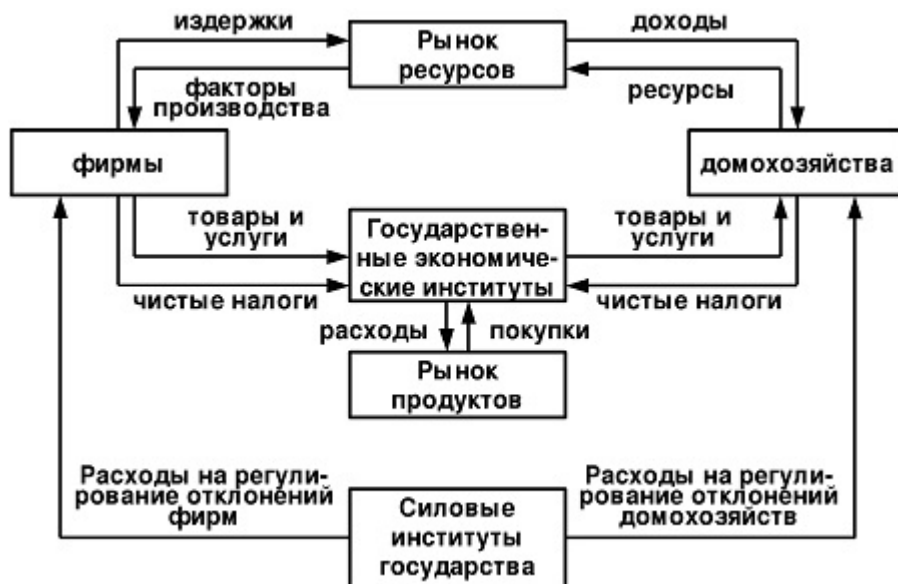 издержки
Рынок
ресурсов
доходы
факторы
производства
ресурсы
фирмы
домохозяйства
товары и
услуги
Государствен-
ные экономиче-
ские институты
товары и
услуги
чистые налоги
чистые налоги
расходы
покупки
Рынок
продуктов
Расходы на регули-
рование отклонений
фирм
Силовые
институты
государства
Расходы на регули-
рование отклонений
домохозяйств